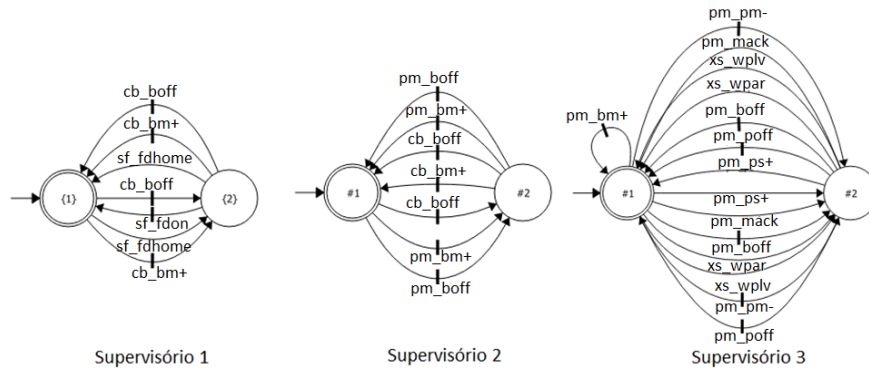 cb_boff
cb_bm+
sf_fdhome
cb_boff
sf_fdon
sf_fdhome
cb_bm+
{1}
{2}
Supervisório 1
pm_boff
pm_bm+
cb_boff
cb_bm+
cb_boff
pm_bm+
pm_boff
#1
#2
Supervisório 2
pm_pm-
pm_mack
xs_wplv
xs_wpar
pm_bm+
pm_boff
pm_poff
pm_ps+
#1
#2
pm_ps+
pm_mack
pm_boff
xs_wpar
xs_wplv
pm_pm-
pm_poff
Supervisório 3